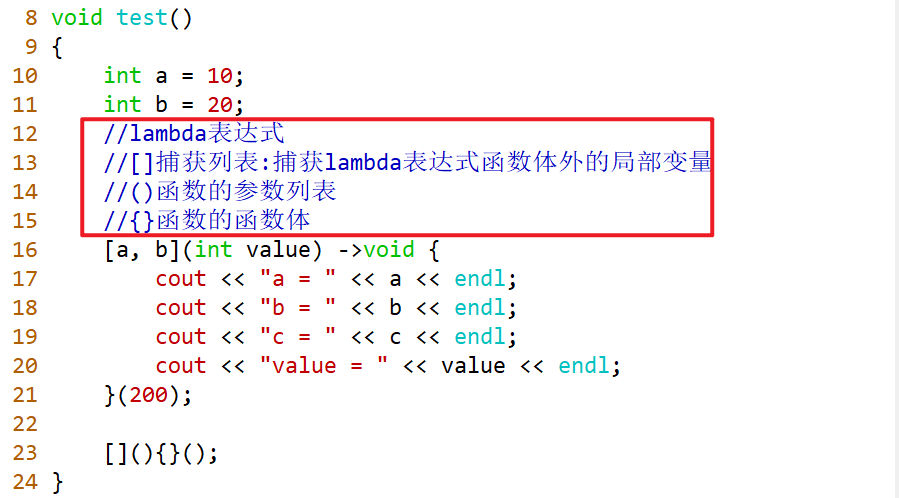 8 void test()
9 {
10     int a = 10;
11     int b = 20;
12     //lambda表达式
13     //[]捕获列表:捕获lambda表达式函数体外的局部变量
14     //()函数的参数列表
15     //{}函数的函数体
16     [a, b](int value) ->void {
17         cout << "a = " << a << endl;
18         cout << "b = " << b << endl;
19         cout << "c = " << c << endl;
20         cout << "value = " << value << endl;
21     }(200);
22
23     [](){}();
24 }